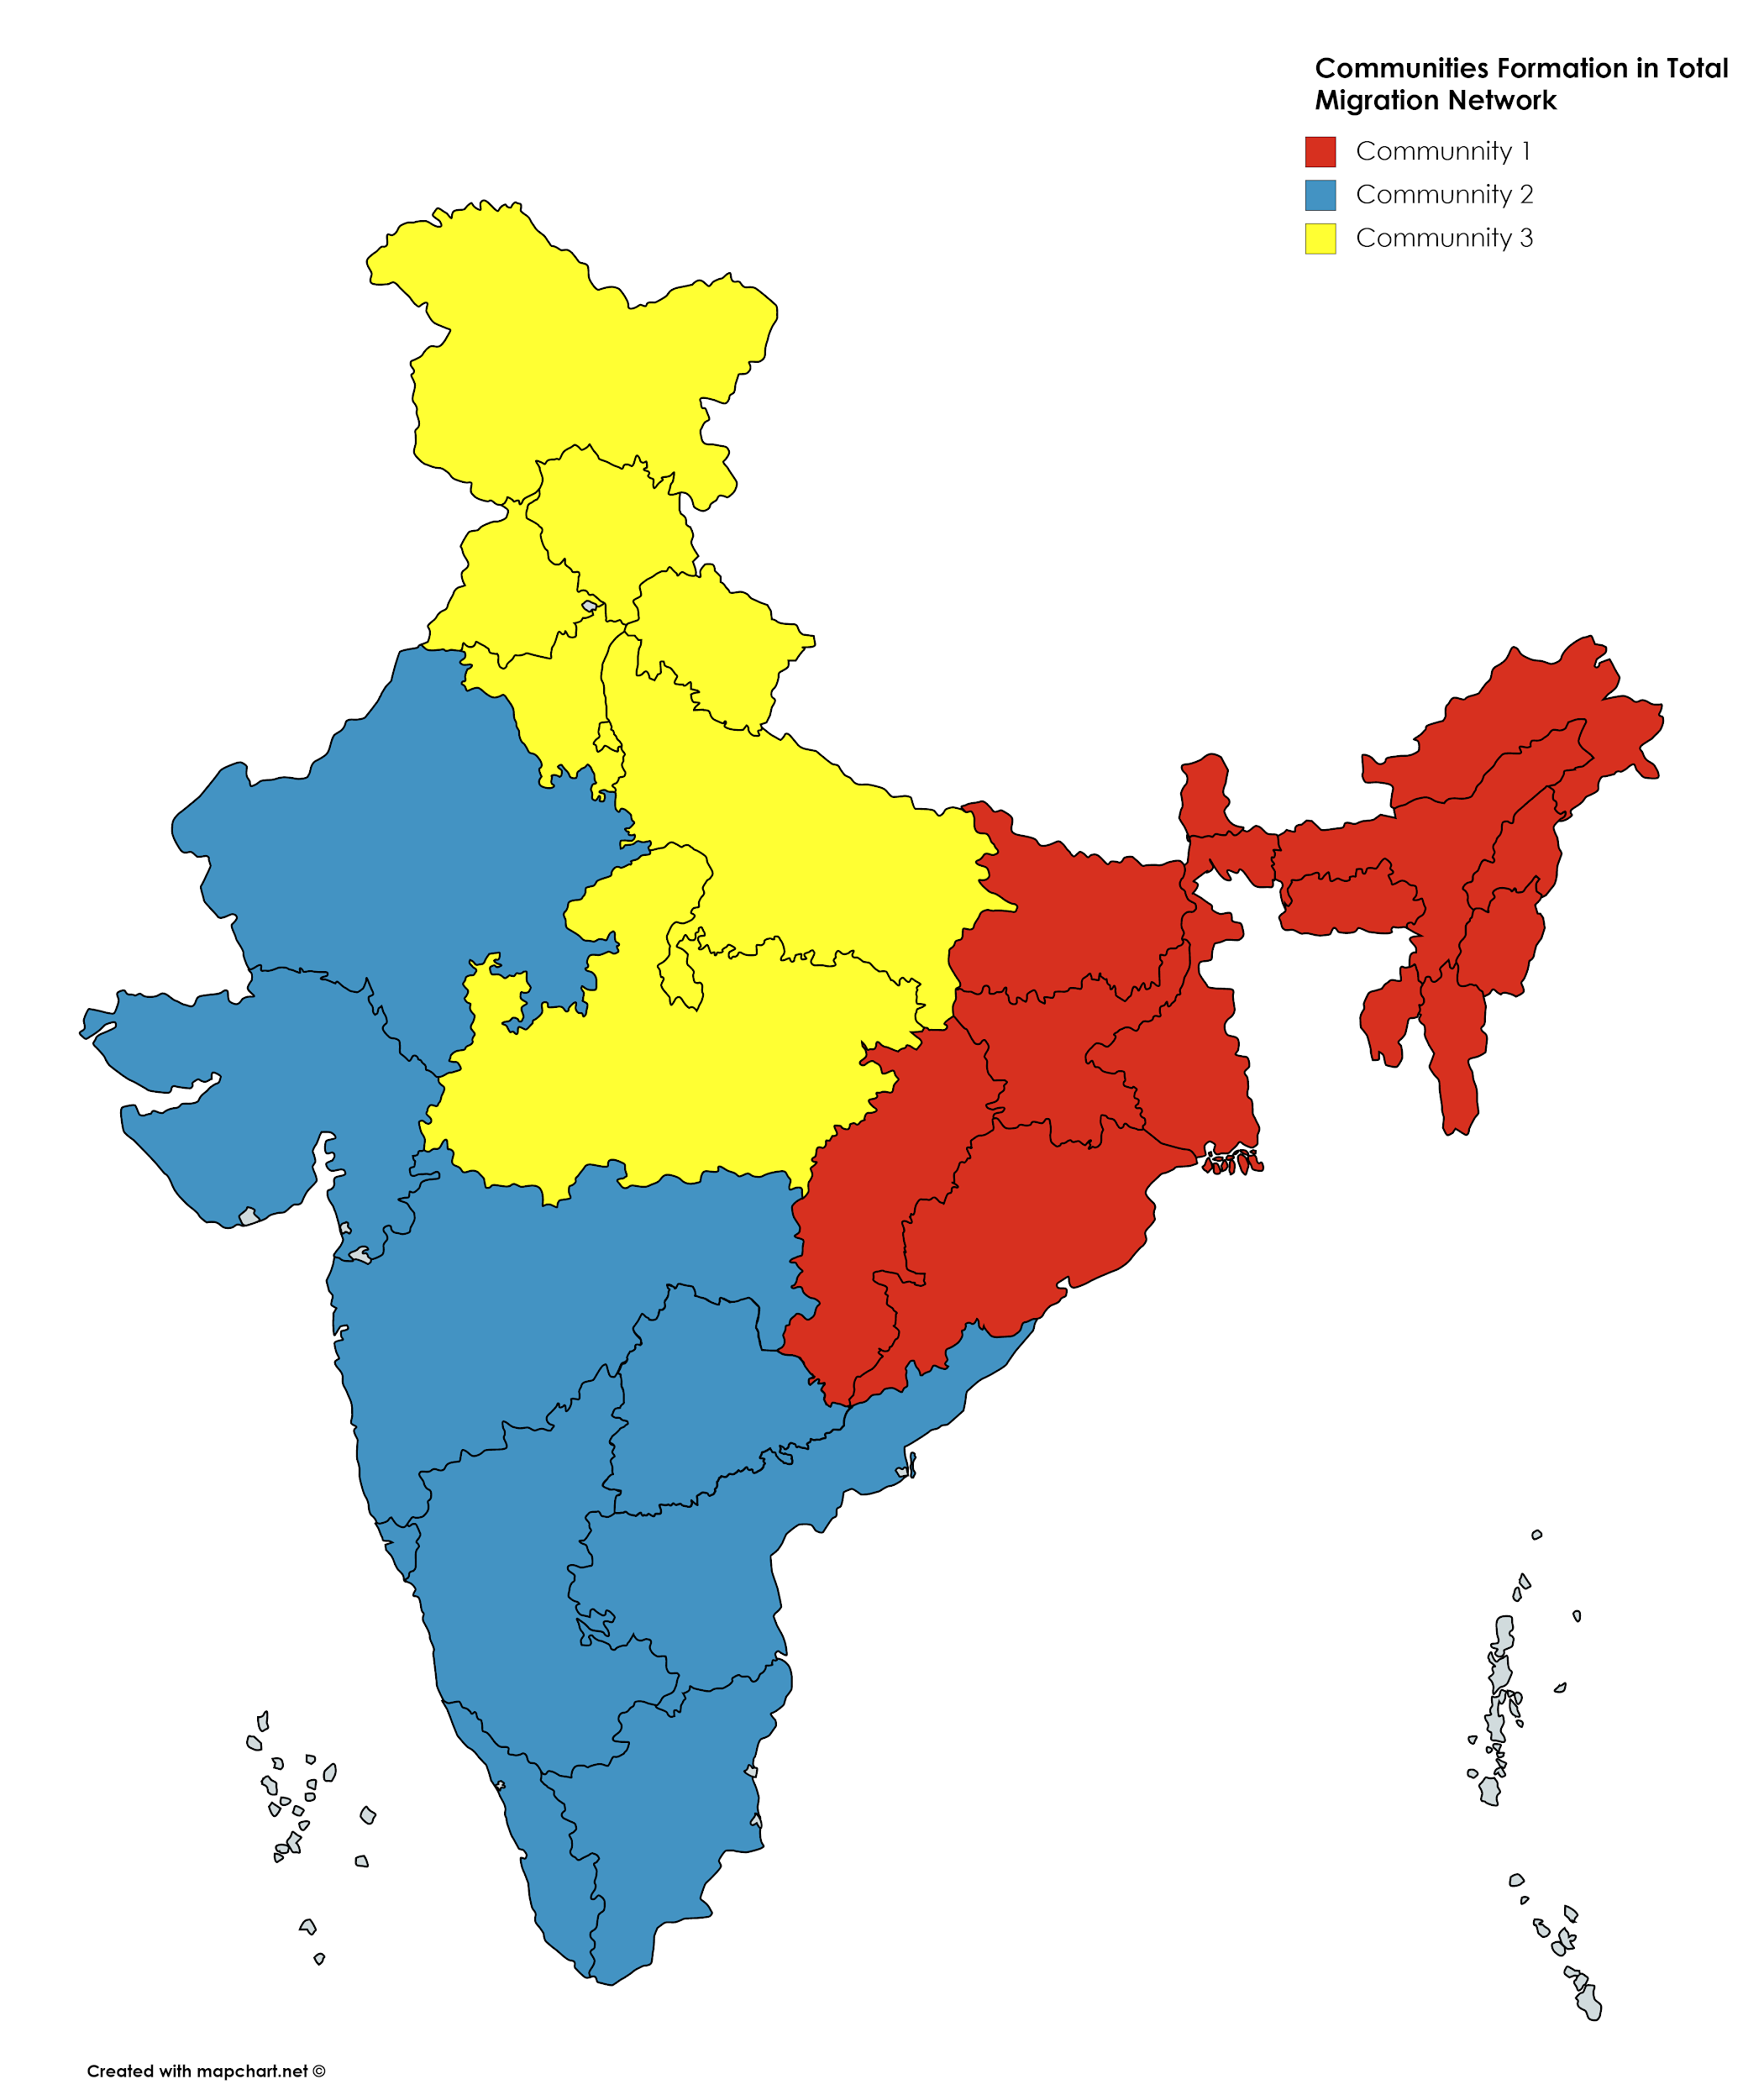 Communities Formation in Total
Migration Network
Communnity 1
Communnity 2
Communnity 3
Created with mapchart.net ©